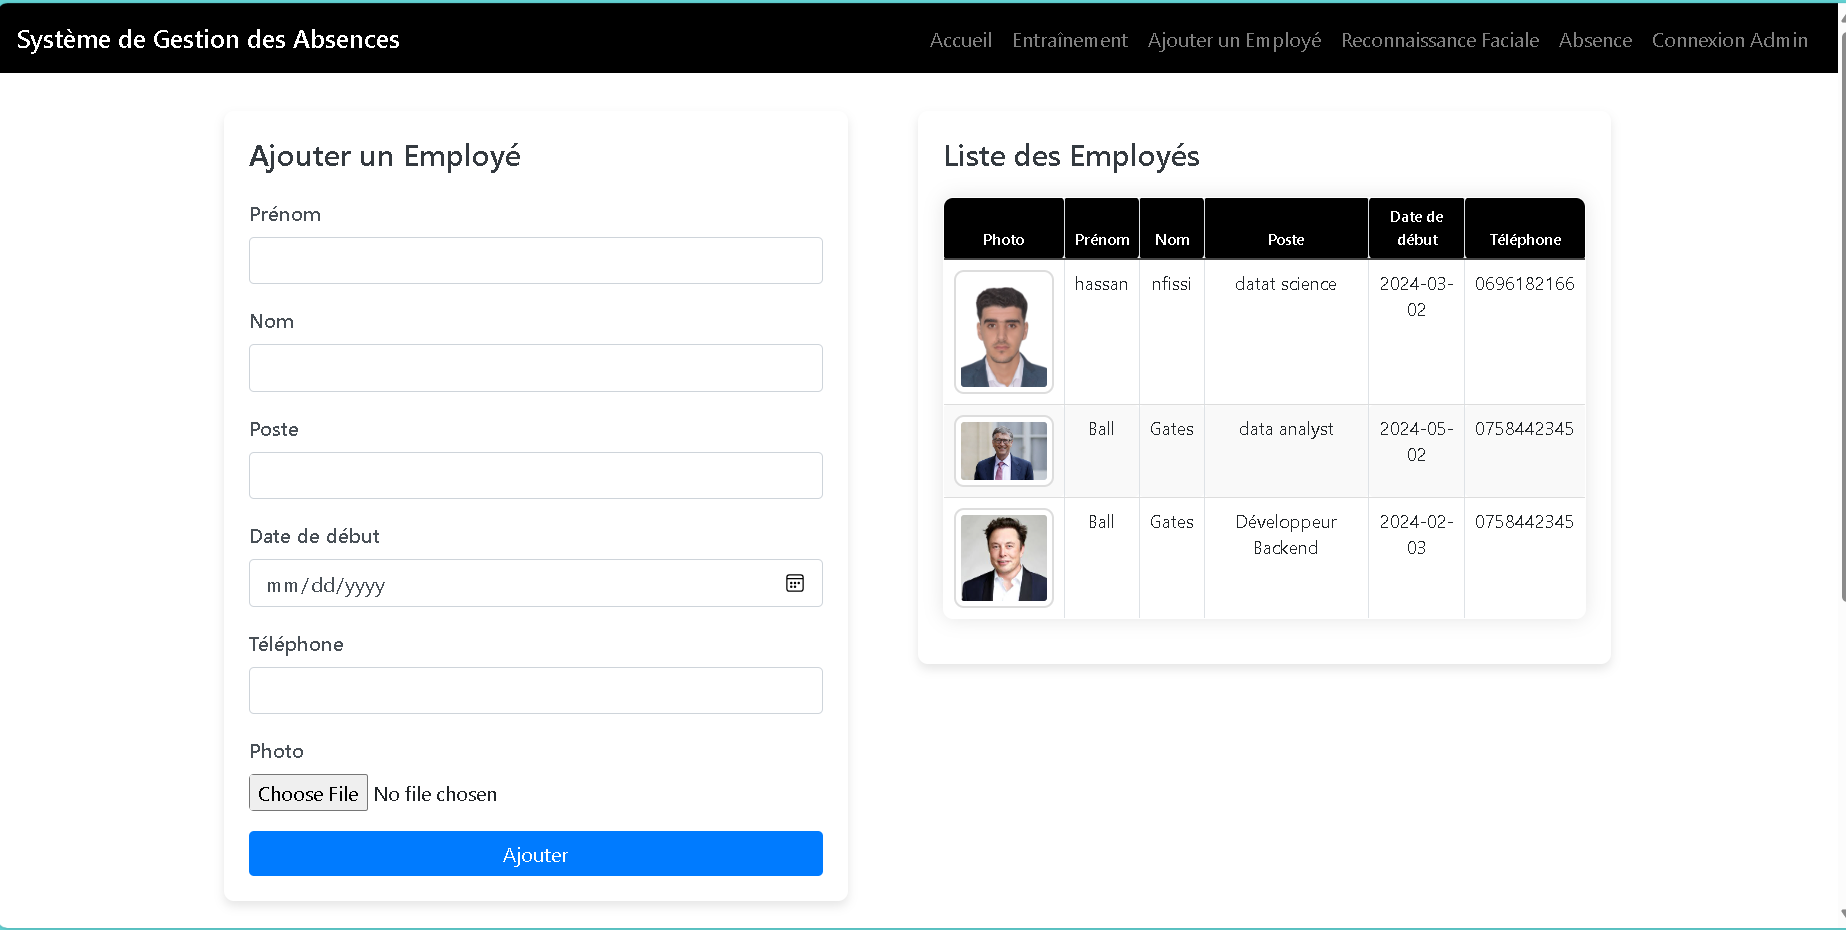 Système de Gestion des Absences
Accueil Entraînement Ajouter un Employé Reconnaissance Faciale Absence Connexion Admin
Ajouter un Employé
Prénom
Nom
Poste
Date de début
mm/dd/yyyy
Téléphone
Photo
Choose File No file chosen
Ajouter
Liste des Employés
Photo Prénom Nom Poste Date de début Téléphone
hassan nfissi datat science 2024-03-02 0696182166
Ball Gates data analyst 2024-05-02 0758442345
Ball Gates Développeur Backend 2024-02-03 0758442345